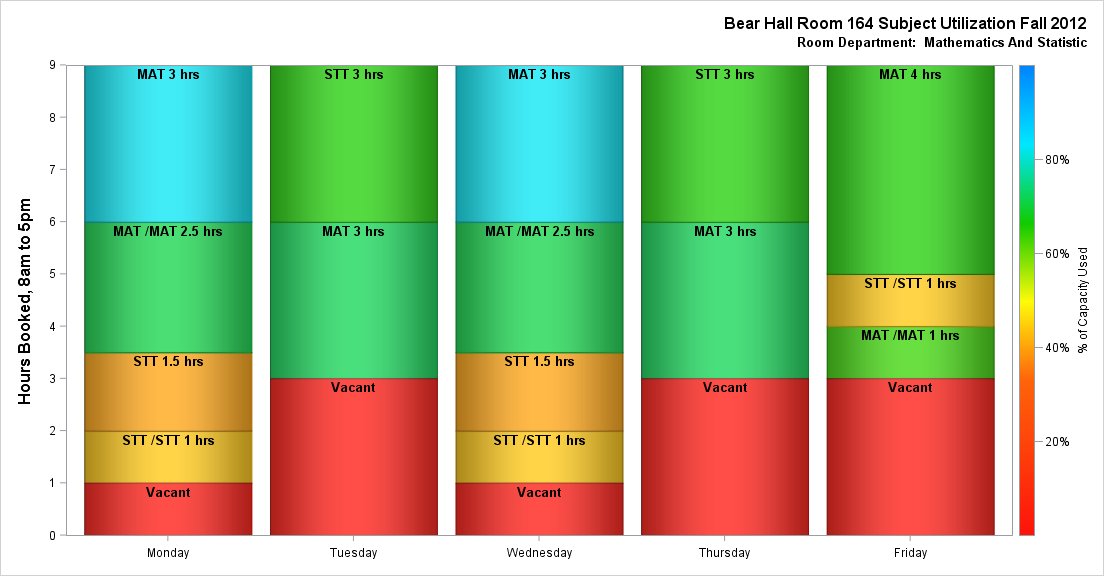 Bear Hall Room 164 Subject Utilization Fall 2012
Room Department:  Mathematics And Statistic
Hours Booked, 8am to 5pm
9
8
7
6
5
4
3
2
1
0
MAT 3 hrs
MAT /MAT 2.5 hrs
STT 1.5 hrs
STT /STT 1 hrs
Vacant
STT 3 hrs
MAT 3 hrs
Vacant
MAT 3 hrs
MAT /MAT 2.5 hrs
STT 1.5 hrs
STT /STT 1 hrs
Vacant
STT 3 hrs
MAT 3 hrs
Vacant
MAT 4 hrs
STT /STT 1 hrs
MAT /MAT 1 hrs
Vacant
Monday
Tuesday
Wednesday
Thursday
Friday
80%
60%
40%
20%
% of Capacity Used